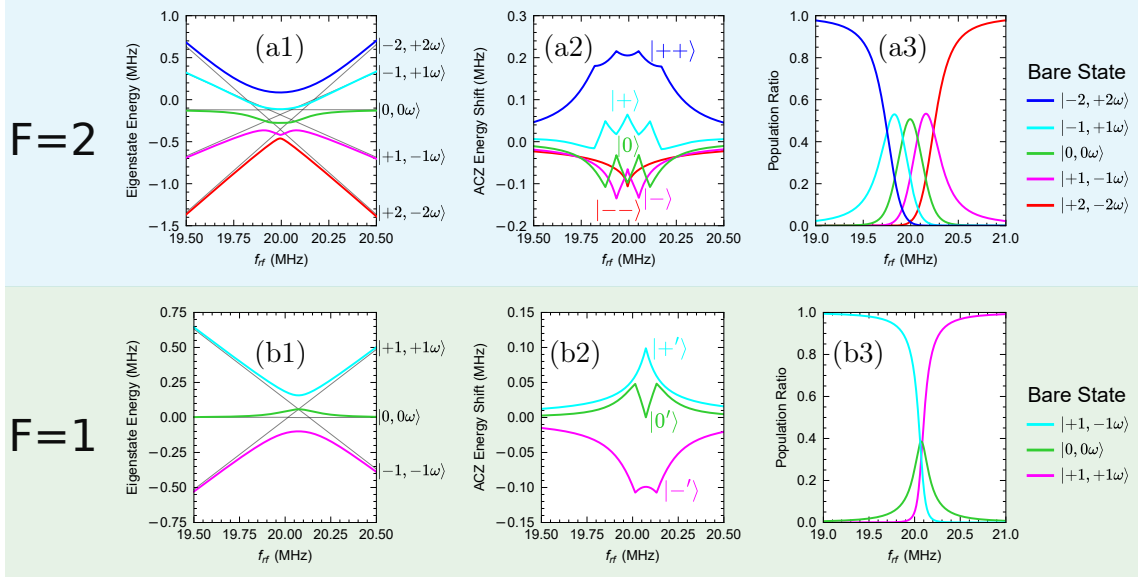 F=2
(a1)
Eigenstate Energy (MHz)
1.0
0.5
0.0
−0.5
−1.0
−1.5
19.50 19.75 20.00 20.25 20.50
f_rf (MHz)
|−2, +2ω⟩
|−1, +1ω⟩
|0, 0ω⟩
|+1, −1ω⟩
|+2, −2ω⟩
(a2)
ACZ Energy Shift (MHz)
0.3
0.2
0.1
0.0
−0.1
−0.2
19.50 19.75 20.00 20.25 20.50
f_rf (MHz)
|++⟩
|+⟩
|0⟩
|−⟩
|−−⟩
(a3)
Population Ratio
1.0
0.8
0.6
0.4
0.2
0.0
19.0 19.5 20.0 20.5 21.0
f_rf (MHz)
Bare State
|−2, +2ω⟩
|−1, +1ω⟩
|0, 0ω⟩
|+1, −1ω⟩
|+2, −2ω⟩
F=1
(b1)
Eigenstate Energy (MHz)
0.75
0.50
0.25
0.00
−0.25
−0.50
−0.75
19.50 19.75 20.00 20.25 20.50
f_rf (MHz)
|+1, +1ω⟩
|0, 0ω⟩
|−1, −1ω⟩
(b2)
ACZ Energy Shift (MHz)
0.15
0.10
0.05
0.00
−0.05
−0.10
−0.15
19.50 19.75 20.00 20.25 20.50
f_rf (MHz)
|+′⟩
|0′⟩
|−′⟩
(b3)
Population Ratio
1.0
0.8
0.6
0.4
0.2
0.0
19.0 19.5 20.0 20.5 21.0
f_rf (MHz)
Bare State
|+1, −1ω⟩
|0, 0ω⟩
|+1, +1ω⟩